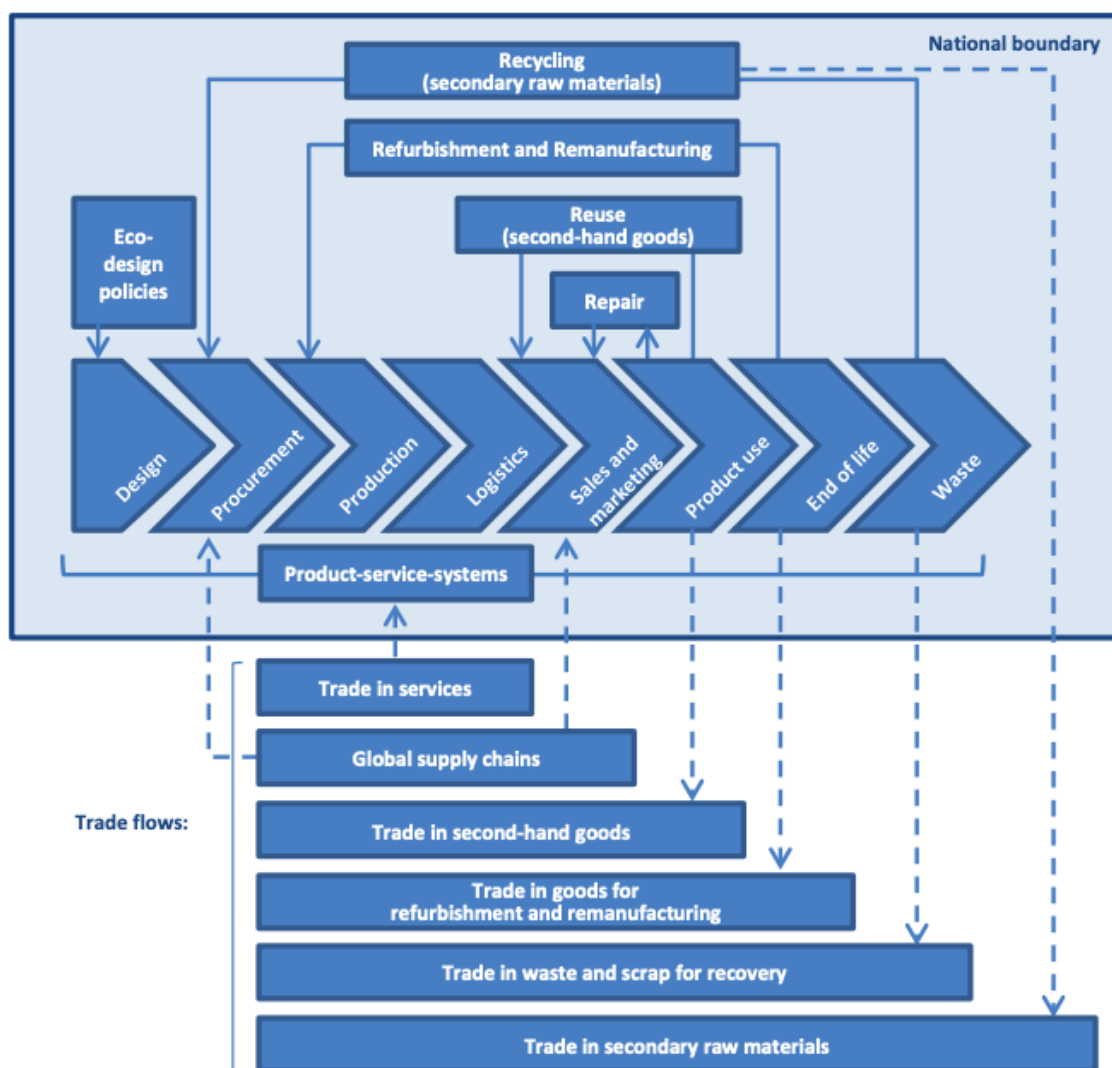 National boundary
Recycling
(secondary raw materials)
Refurbishment and Remanufacturing
Reuse
(second-hand goods)
Eco-
design
policies
Repair
Design
Procurement
Production
Logistics
Sales and
marketing
Product use
End of life
Waste
Product-service-systems
Trade in services
Global supply chains
Trade flows:
Trade in second-hand goods
Trade in goods for
refurbishment and remanufacturing
Trade in waste and scrap for recovery
Trade in secondary raw materials